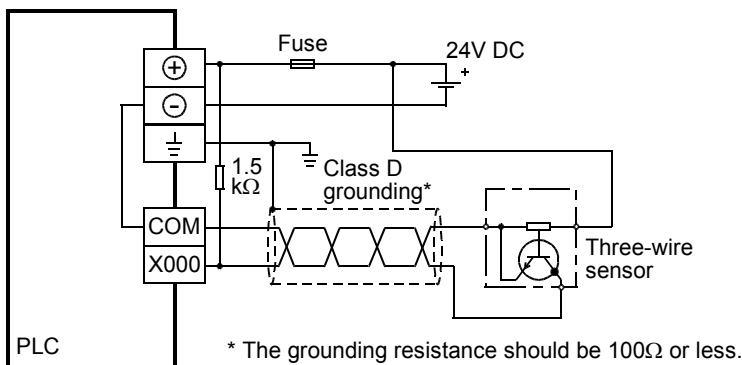 Fuse
24V DC
+
+
-
1.5
kΩ
Class D
grounding*
COM
X000
Three-wire
sensor
PLC
* The grounding resistance should be 100Ω or less.